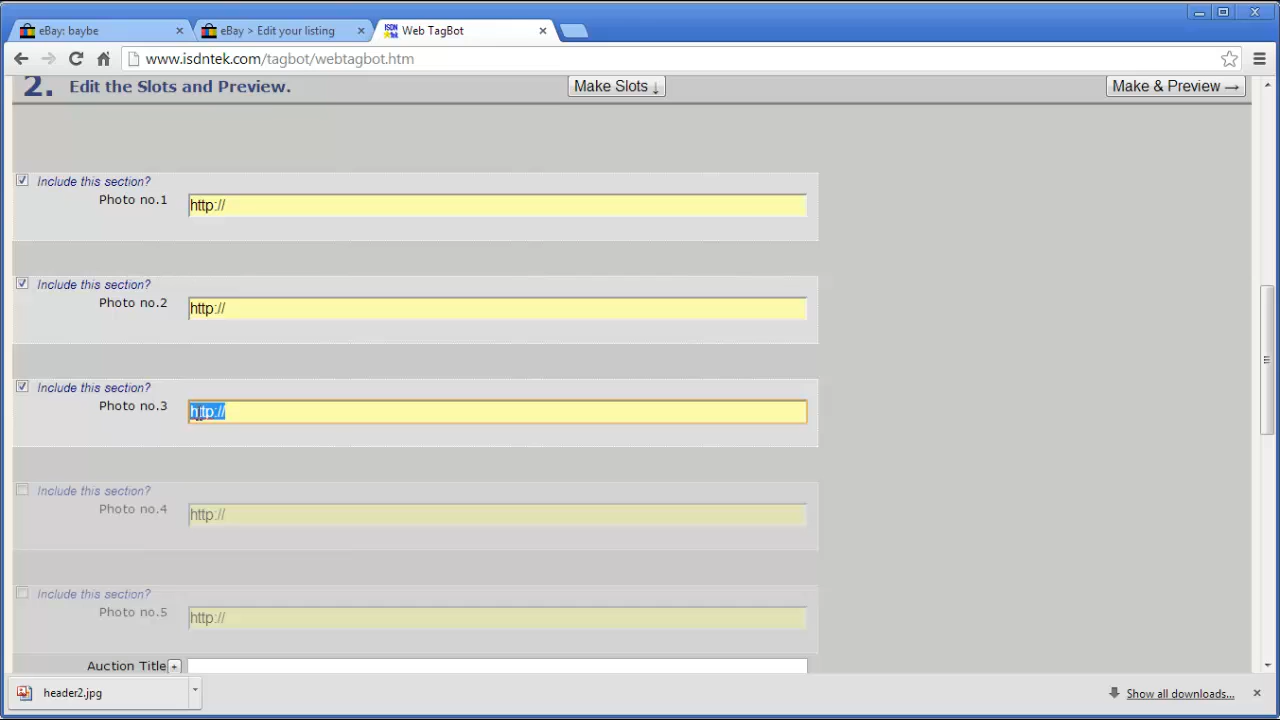 eBay: baybe
eBay > Edit your listing
ISDN Web TagBot
www.isdntek.com/tagbot/webtagbot.htm
2. Edit the Slots and Preview.
Make Slots ↓
Make & Preview →
Include this section?
Photo no.1 http://
Include this section?
Photo no.2 http://
Include this section?
Photo no.3 http://
Include this section?
Photo no.4 http://
Include this section?
Photo no.5 http://
Auction Title +
header2.jpg
Show all downloads...